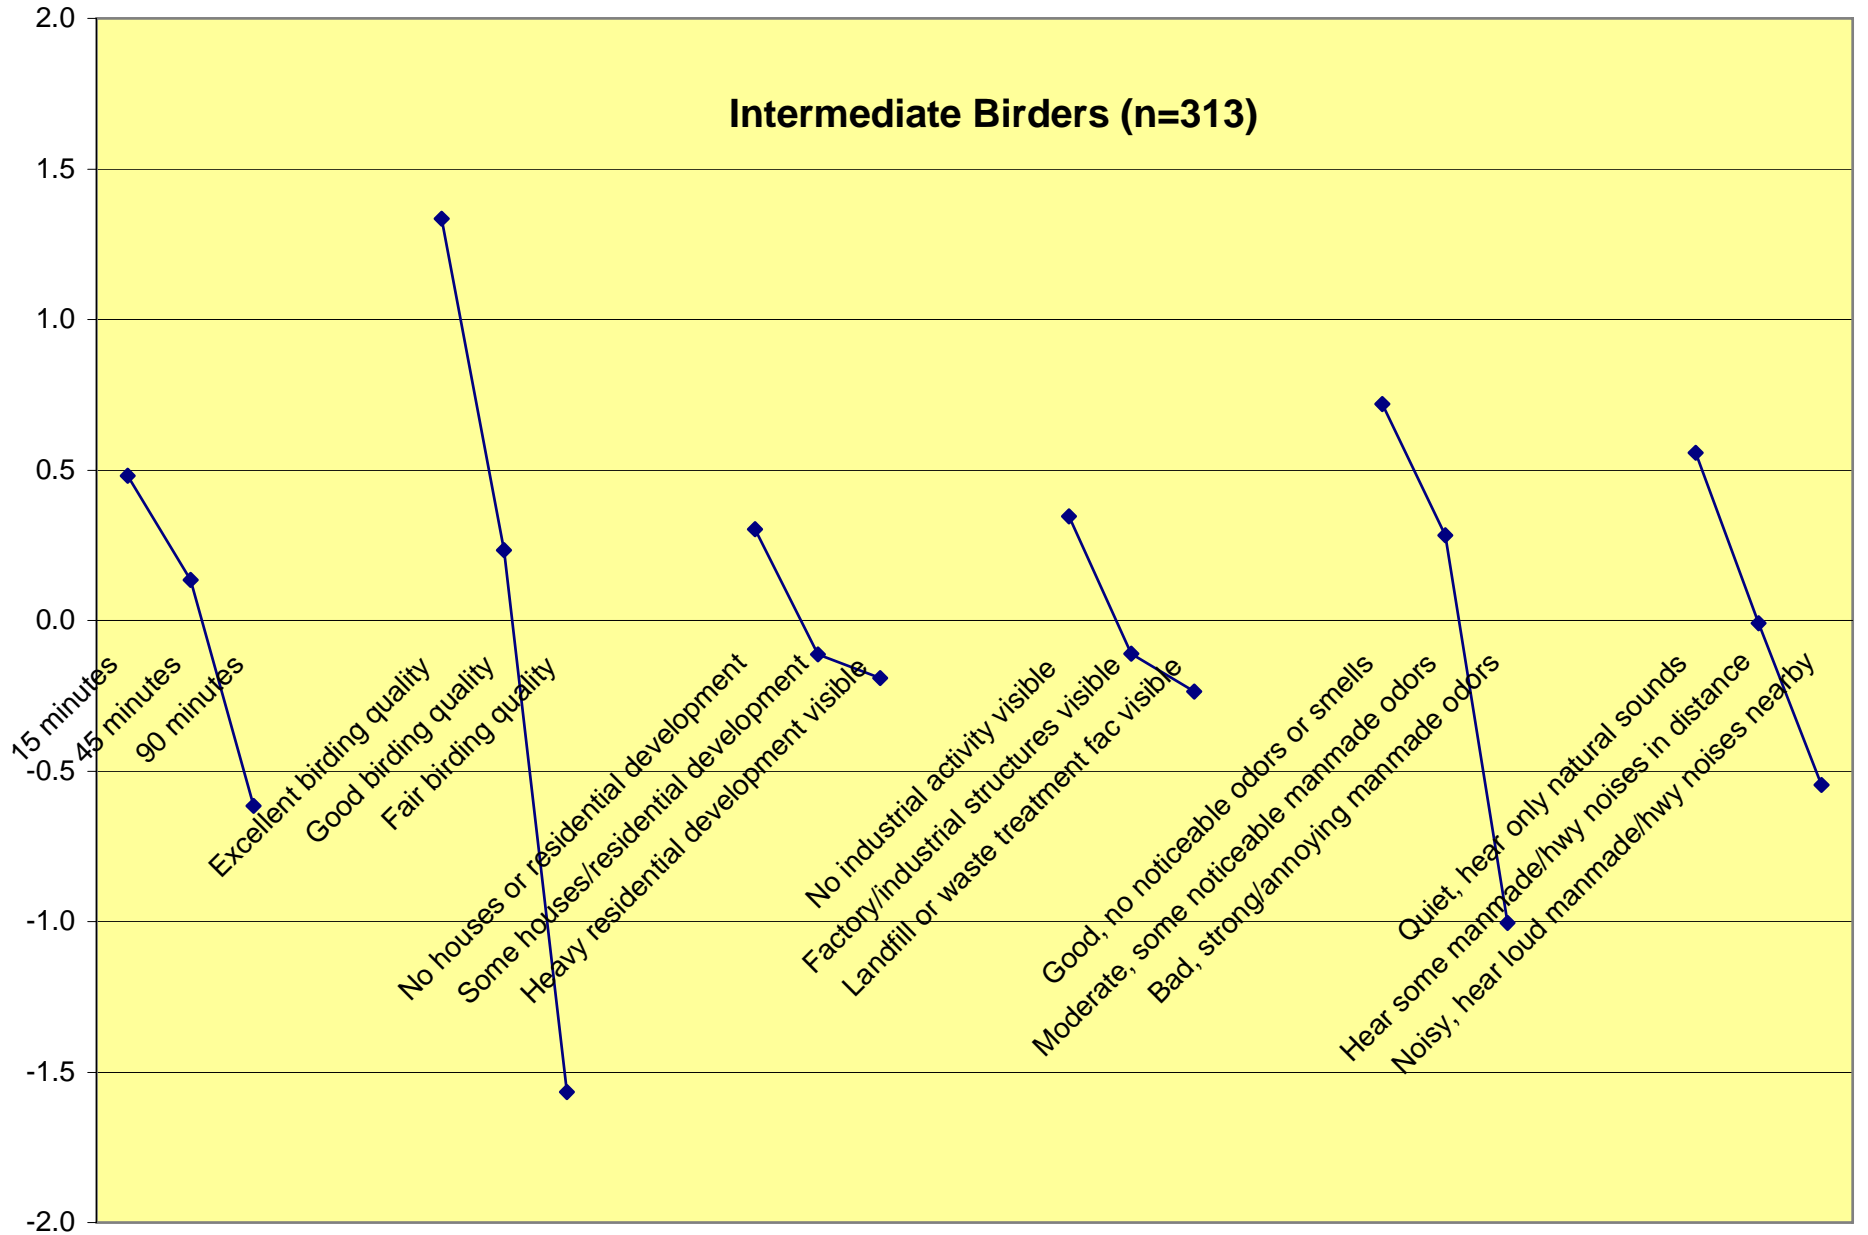 Intermediate Birders (n=313)
2.0
1.5
1.0
0.5
0.0
-0.5
-1.0
-1.5
-2.0
15 minutes
45 minutes
90 minutes
Excellent birding quality
Good birding quality
Fair birding quality
No houses or residential development
Some houses/residential development
Heavy residential development visible
No industrial activity visible
Factory/industrial structures visible
Landfill or waste treatment fac visible
Good, no noticeable odors or smells
Moderate, some noticeable manmade odors
Bad, strong/annoying manmade odors
Quiet, hear only natural sounds
Hear some manmade/hwy noises in distance
Noisy, hear loud manmade/hwy noises nearby